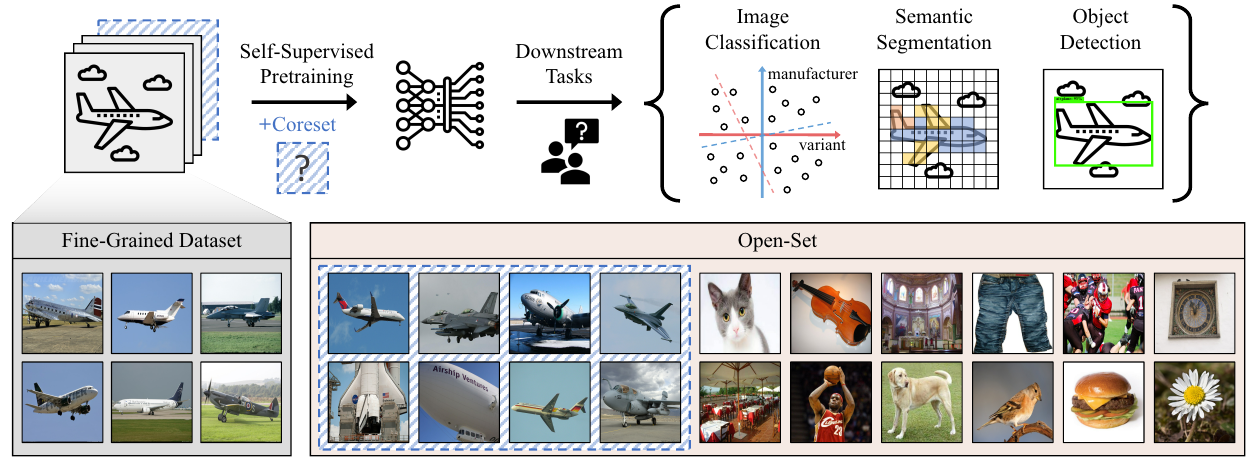 Self-Supervised
Pretraining
+Coreset
?
Downstream
Tasks
?
Image
Classification
manufacturer
variant
Semantic
Segmentation
Object
Detection
Fine-Grained Dataset
Open-Set
Airship Ventures